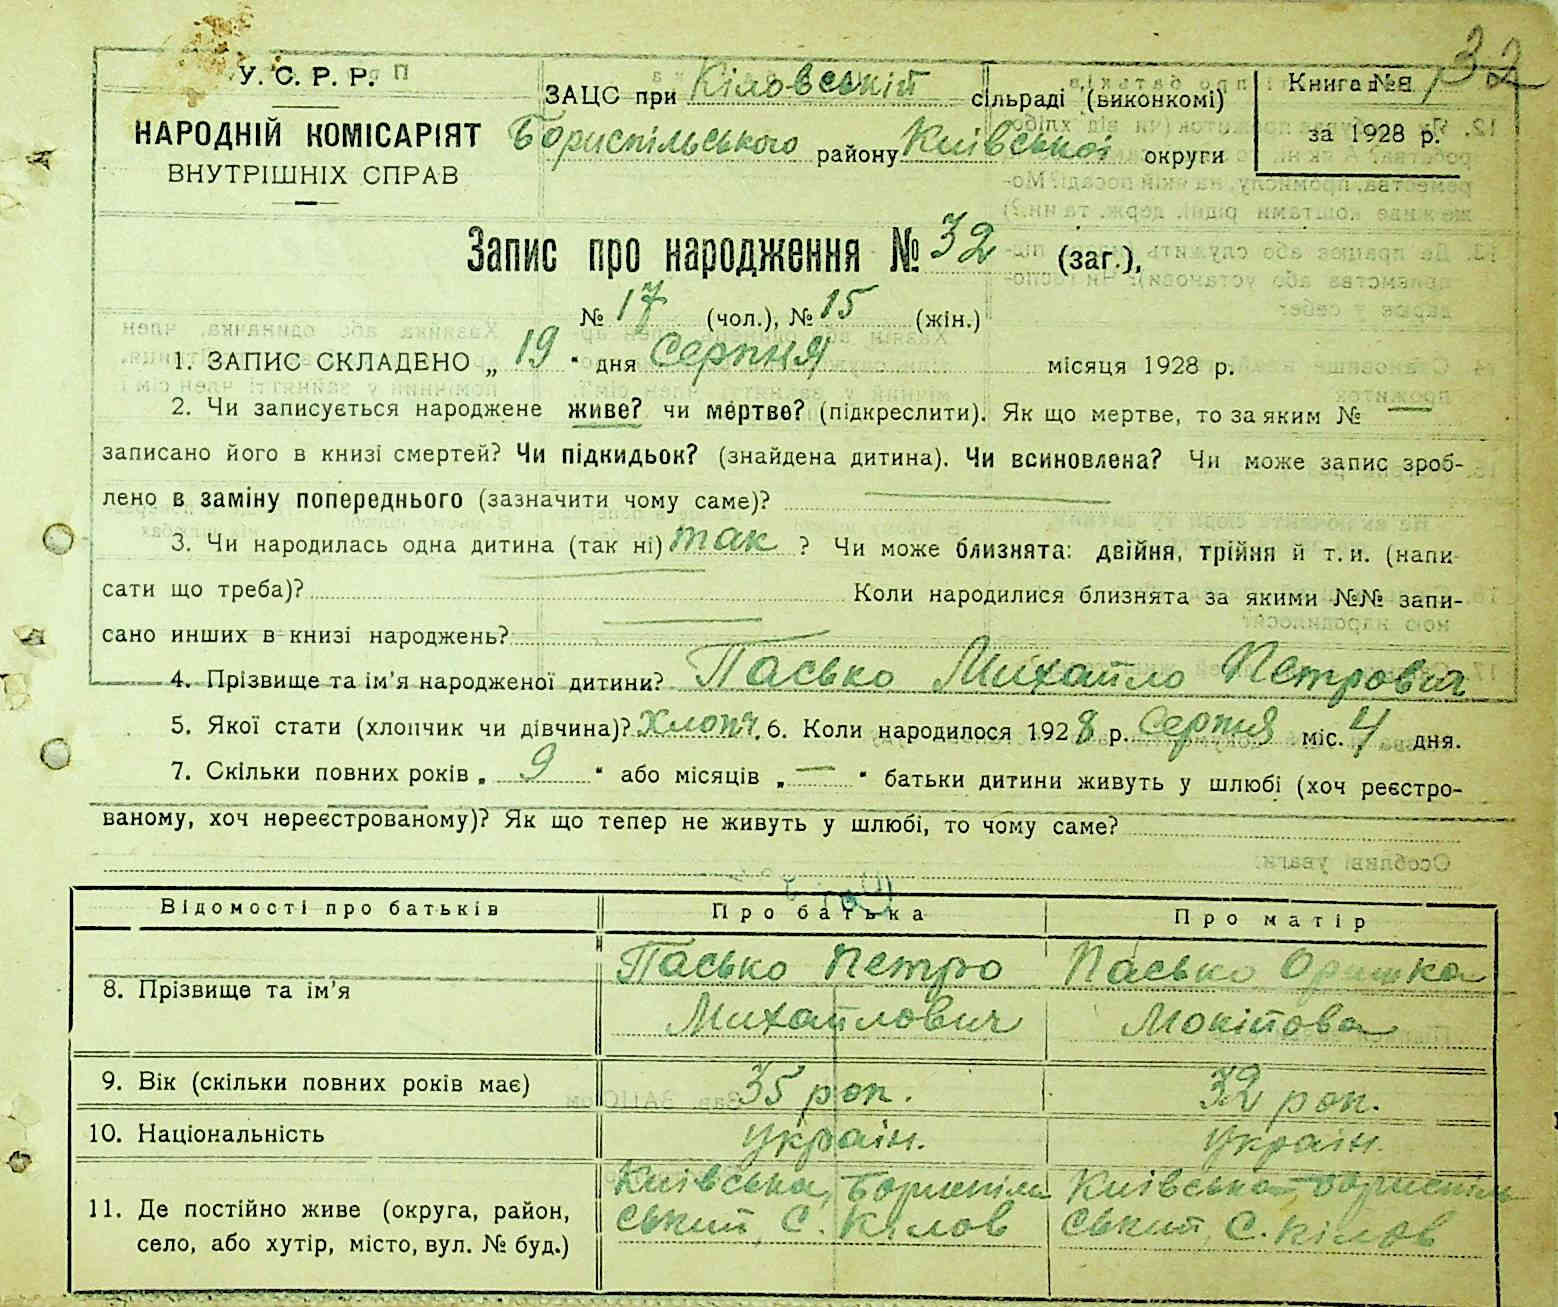 32
У. С. Р. Р.
НАРОДНІЙ КОМІСАРІЯТ
ВНУТРІШНІХ СПРАВ
ЗАЦС при Кіловській сільраді (виконкомі)
Бориспільського району Київської округи
Книга №
за 1928 р.
Запис про народження № 32 (заг.),
№ 17 (чол.), № 15 (жін.)
1. ЗАПИС СКЛАДЕНО „ 19 " дня Серпня місяця 1928 р.
2. Чи записується народжене живе? чи мертве? (підкреслити). Як що мертве, то за яким № —
записано його в книзі смертей? Чи підкидьок? (знайдена дитина). Чи всиновлена? Чи може запис зроб-
лено в заміну попереднього (зазначити чому саме)? —
3. Чи народилась одна дитина (так ні) так ? Чи може близнята: двійня, трійня й т. и. (напи-
сати що треба)? — Коли народилися близнята за якими №№ запи-
сано инших в книзі народжень? —
4. Прізвище та ім'я народженої дитини? Пасько Михайло Петрович
5. Якої стати (хлопчик чи дівчина)? хлопч. 6. Коли народилося 1928 р. Серпня міс. 4 дня.
7. Скільки повних років „ 9 " або місяців „ — " батьки дитини живуть у шлюбі (хоч реєстро-
ваному, хоч нереєстрованому)? Як що тепер не живуть у шлюбі, то чому саме?
Відомості про батьків Про батька Про матір
8. Прізвище та ім'я Пасько Петро Михайлович Пасько Оришка Мокіївова
9. Вік (скільки повних років має) 35 рок. 32 рок.
10. Національність україн. україн.
11. Де постійно живе (округа, район,
село, або хутір, місто, вул. № буд.) Київська, Бориспіль
ський, С. Кілов Київська Бориспіль
ський, С. Кілов